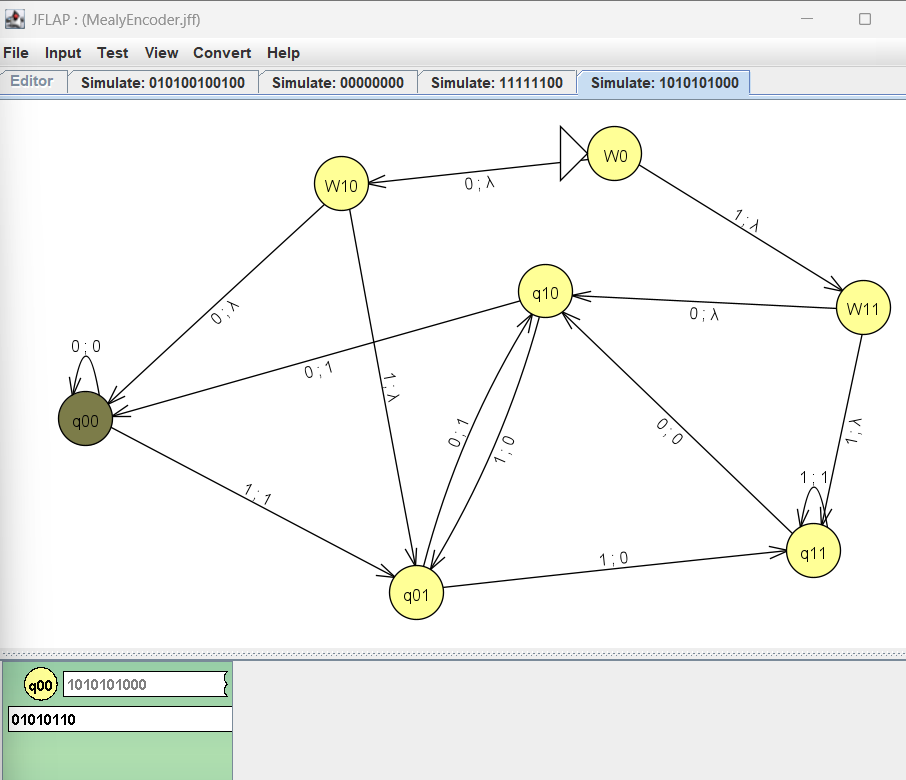 JFLAP : (MealyEncoder.jff)
File Input Test View Convert Help
Editor Simulate: 010100100100 Simulate: 00000000 Simulate: 11111100 Simulate: 1010101000
W0
W10
0 ; λ
1 ; λ
q10
W11
0 ; λ
0 ; λ
0 ; 0
0 ; 1
1 ; λ
q00
0 ; 1
1 ; 0
0 ; 0
1 ; λ
1 ; 1
1 ; 1
q11
1 ; 0
q01
q00 1010101000
01010110